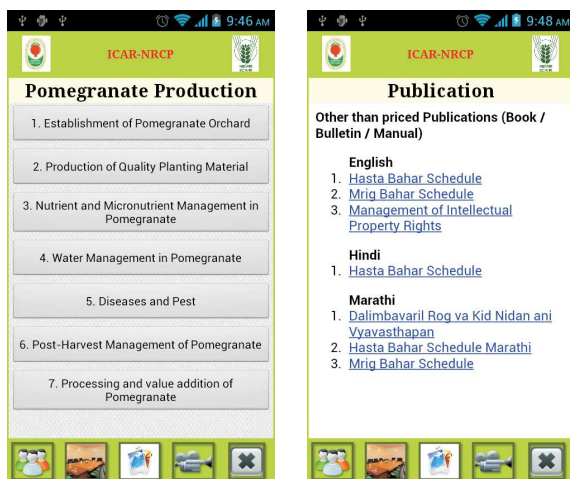 9:46 AM
ICAR-NRCP
Pomegranate Production
1. Establishment of Pomegranate Orchard
2. Production of Quality Planting Material
3. Nutrient and Micronutrient Management in
Pomegranate
4. Water Management in Pomegranate
5. Diseases and Pest
6. Post-Harvest Management of Pomegranate
7. Processing and value addition of
Pomegranate
9:48 AM
ICAR-NRCP
Publication
Other than priced Publications (Book /
Bulletin / Manual)
English
1. Hasta Bahar Schedule
2. Mrig Bahar Schedule
3. Management of Intellectual
Property Rights
Hindi
1. Hasta Bahar Schedule
Marathi
1. Dalimbavaril Rog va Kid Nidan ani
Vyavasthapan
2. Hasta Bahar Schedule Marathi
3. Mrig Bahar Schedule